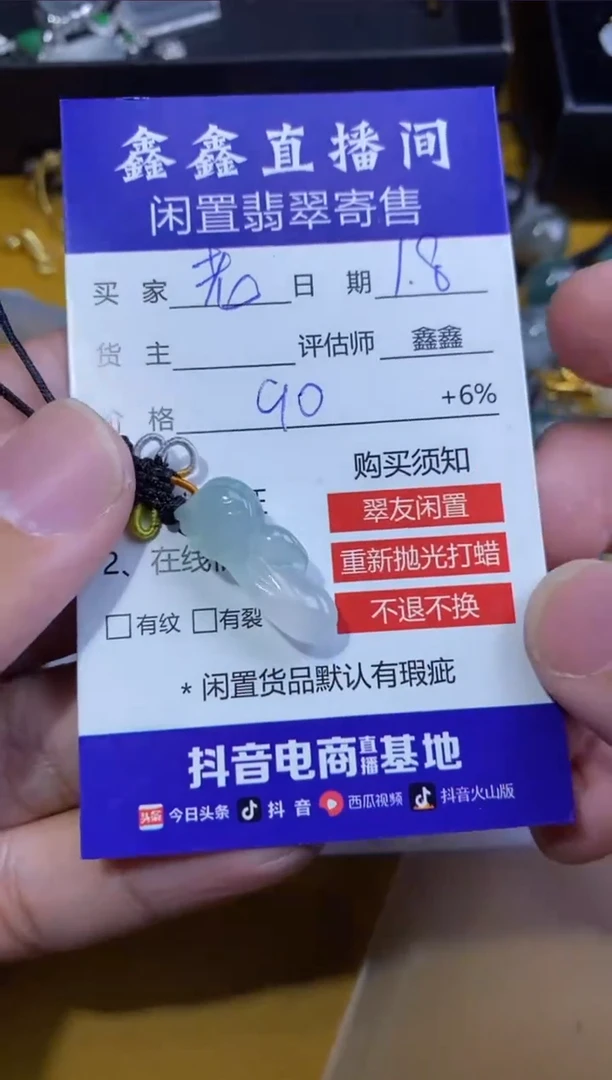 鑫鑫直播间
闲置翡翠寄售
买 家 日 期 1.8
货 主 评估师 鑫鑫
价 格 90 +6%
购买须知
翠友闲置
2、在线 重新抛光打蜡
□有纹 □有裂 不退不换
* 闲置货品默认有瑕疵
抖音电商直播基地
头条 今日头条 抖音 西瓜视频 抖音火山版